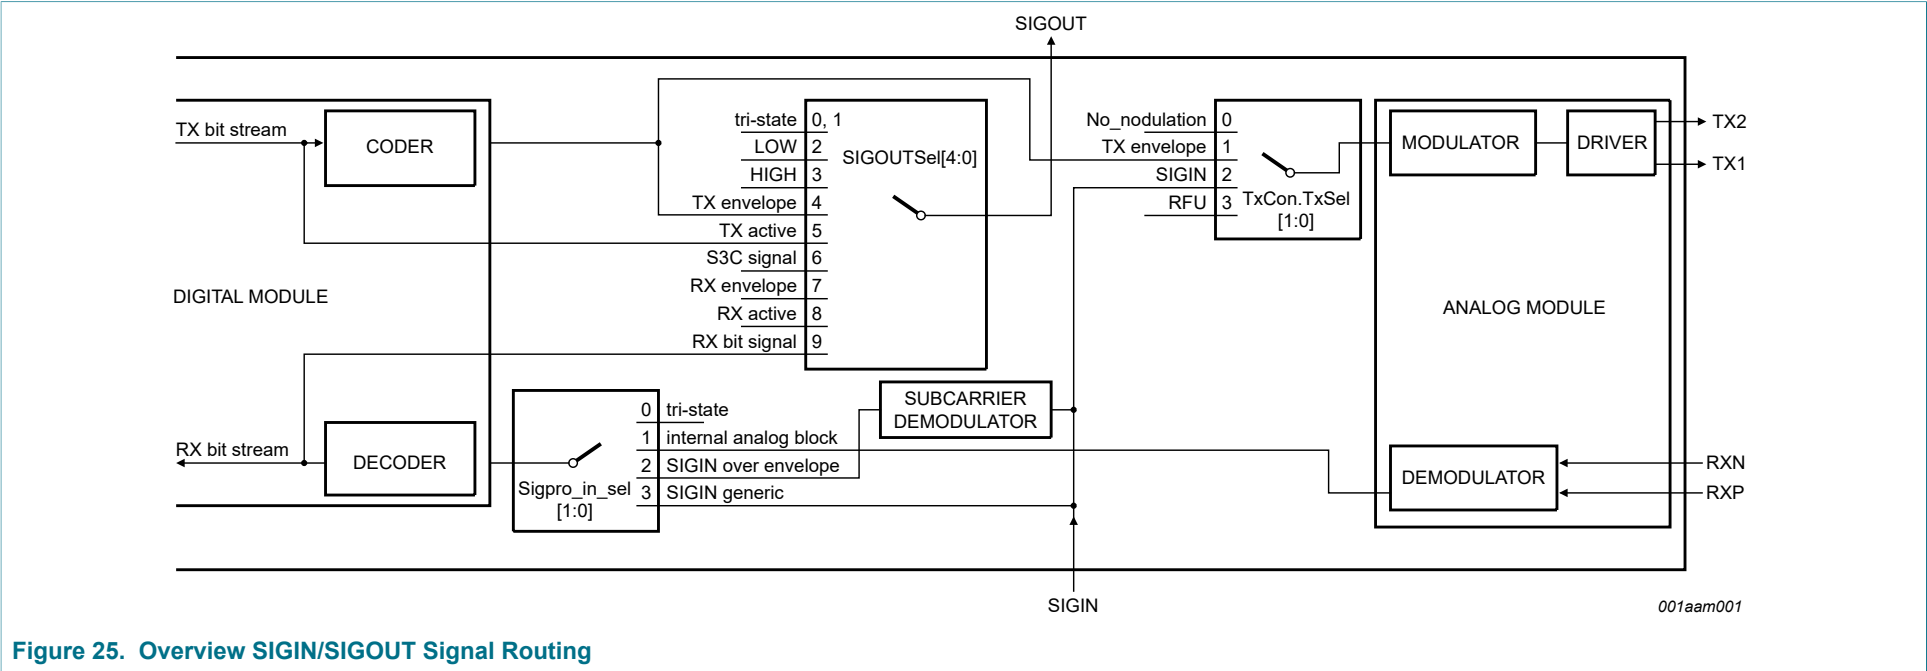 SIGOUT
TX bit stream
CODER
tri-state 0, 1
LOW 2
HIGH 3
TX envelope 4
TX active 5
S3C signal 6
RX envelope 7
RX active 8
RX bit signal 9
SIGOUTSel[4:0]
No_nodulation 0
TX envelope 1
SIGIN 2
RFU 3
TxCon.TxSel
[1:0]
MODULATOR
DRIVER
TX2
TX1
DIGITAL MODULE
ANALOG MODULE
SUBCARRIER
DEMODULATOR
0 tri-state
1 internal analog block
2 SIGIN over envelope
3 SIGIN generic
Sigpro_in_sel
[1:0]
RX bit stream
DECODER
DEMODULATOR
RXN
RXP
SIGIN
001aam001
Figure 25. Overview SIGIN/SIGOUT Signal Routing